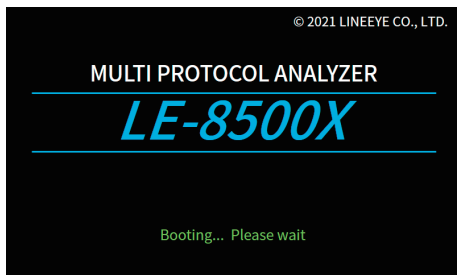 © 2021 LINEEYE CO., LTD.
MULTI PROTOCOL ANALYZER
LE-8500X
Booting... Please wait